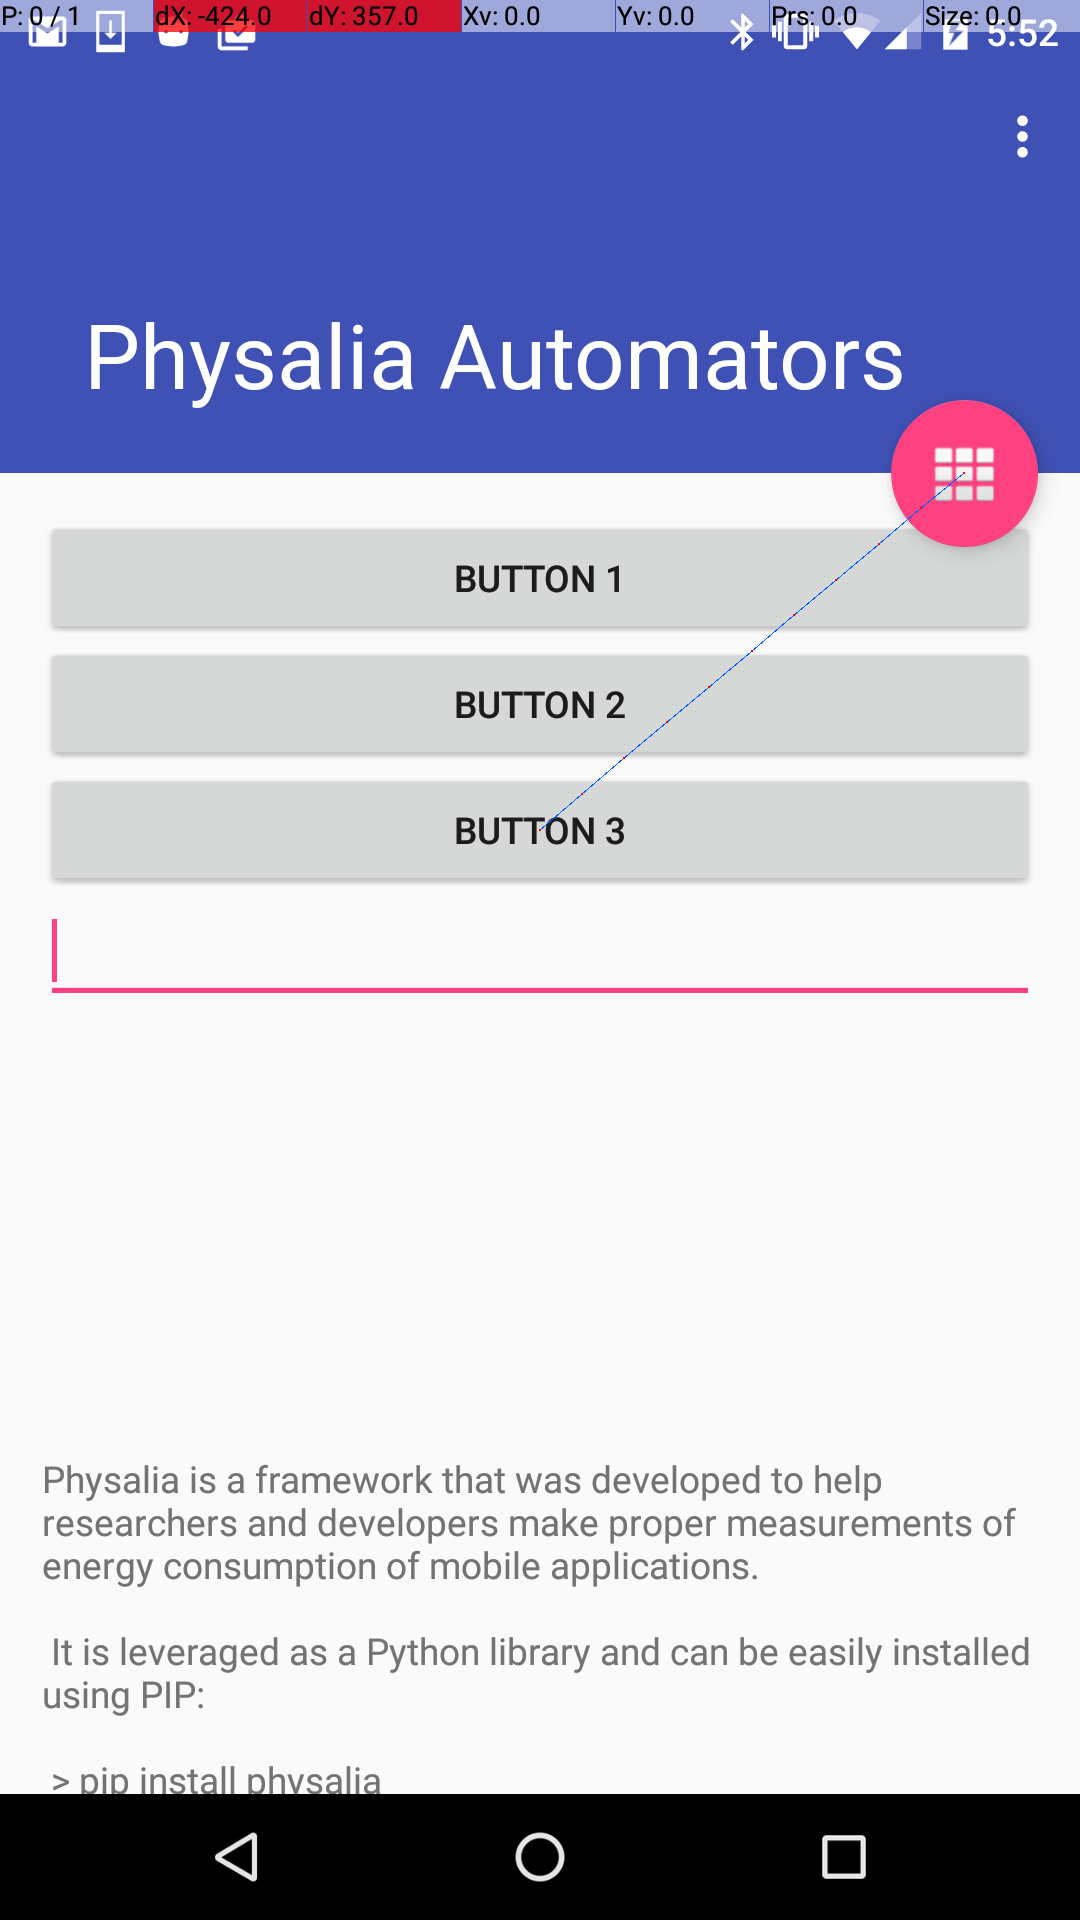 P: 0 / 1 dX: -424.0 dY: 357.0 Xv: 0.0 Yv: 0.0 Prs: 0.0 Size: 0.0
5:52
Physalia Automators
BUTTON 1
BUTTON 2
BUTTON 3
Physalia is a framework that was developed to help
researchers and developers make proper measurements of
energy consumption of mobile applications.
It is leveraged as a Python library and can be easily installed
using PIP:
> pip install physalia